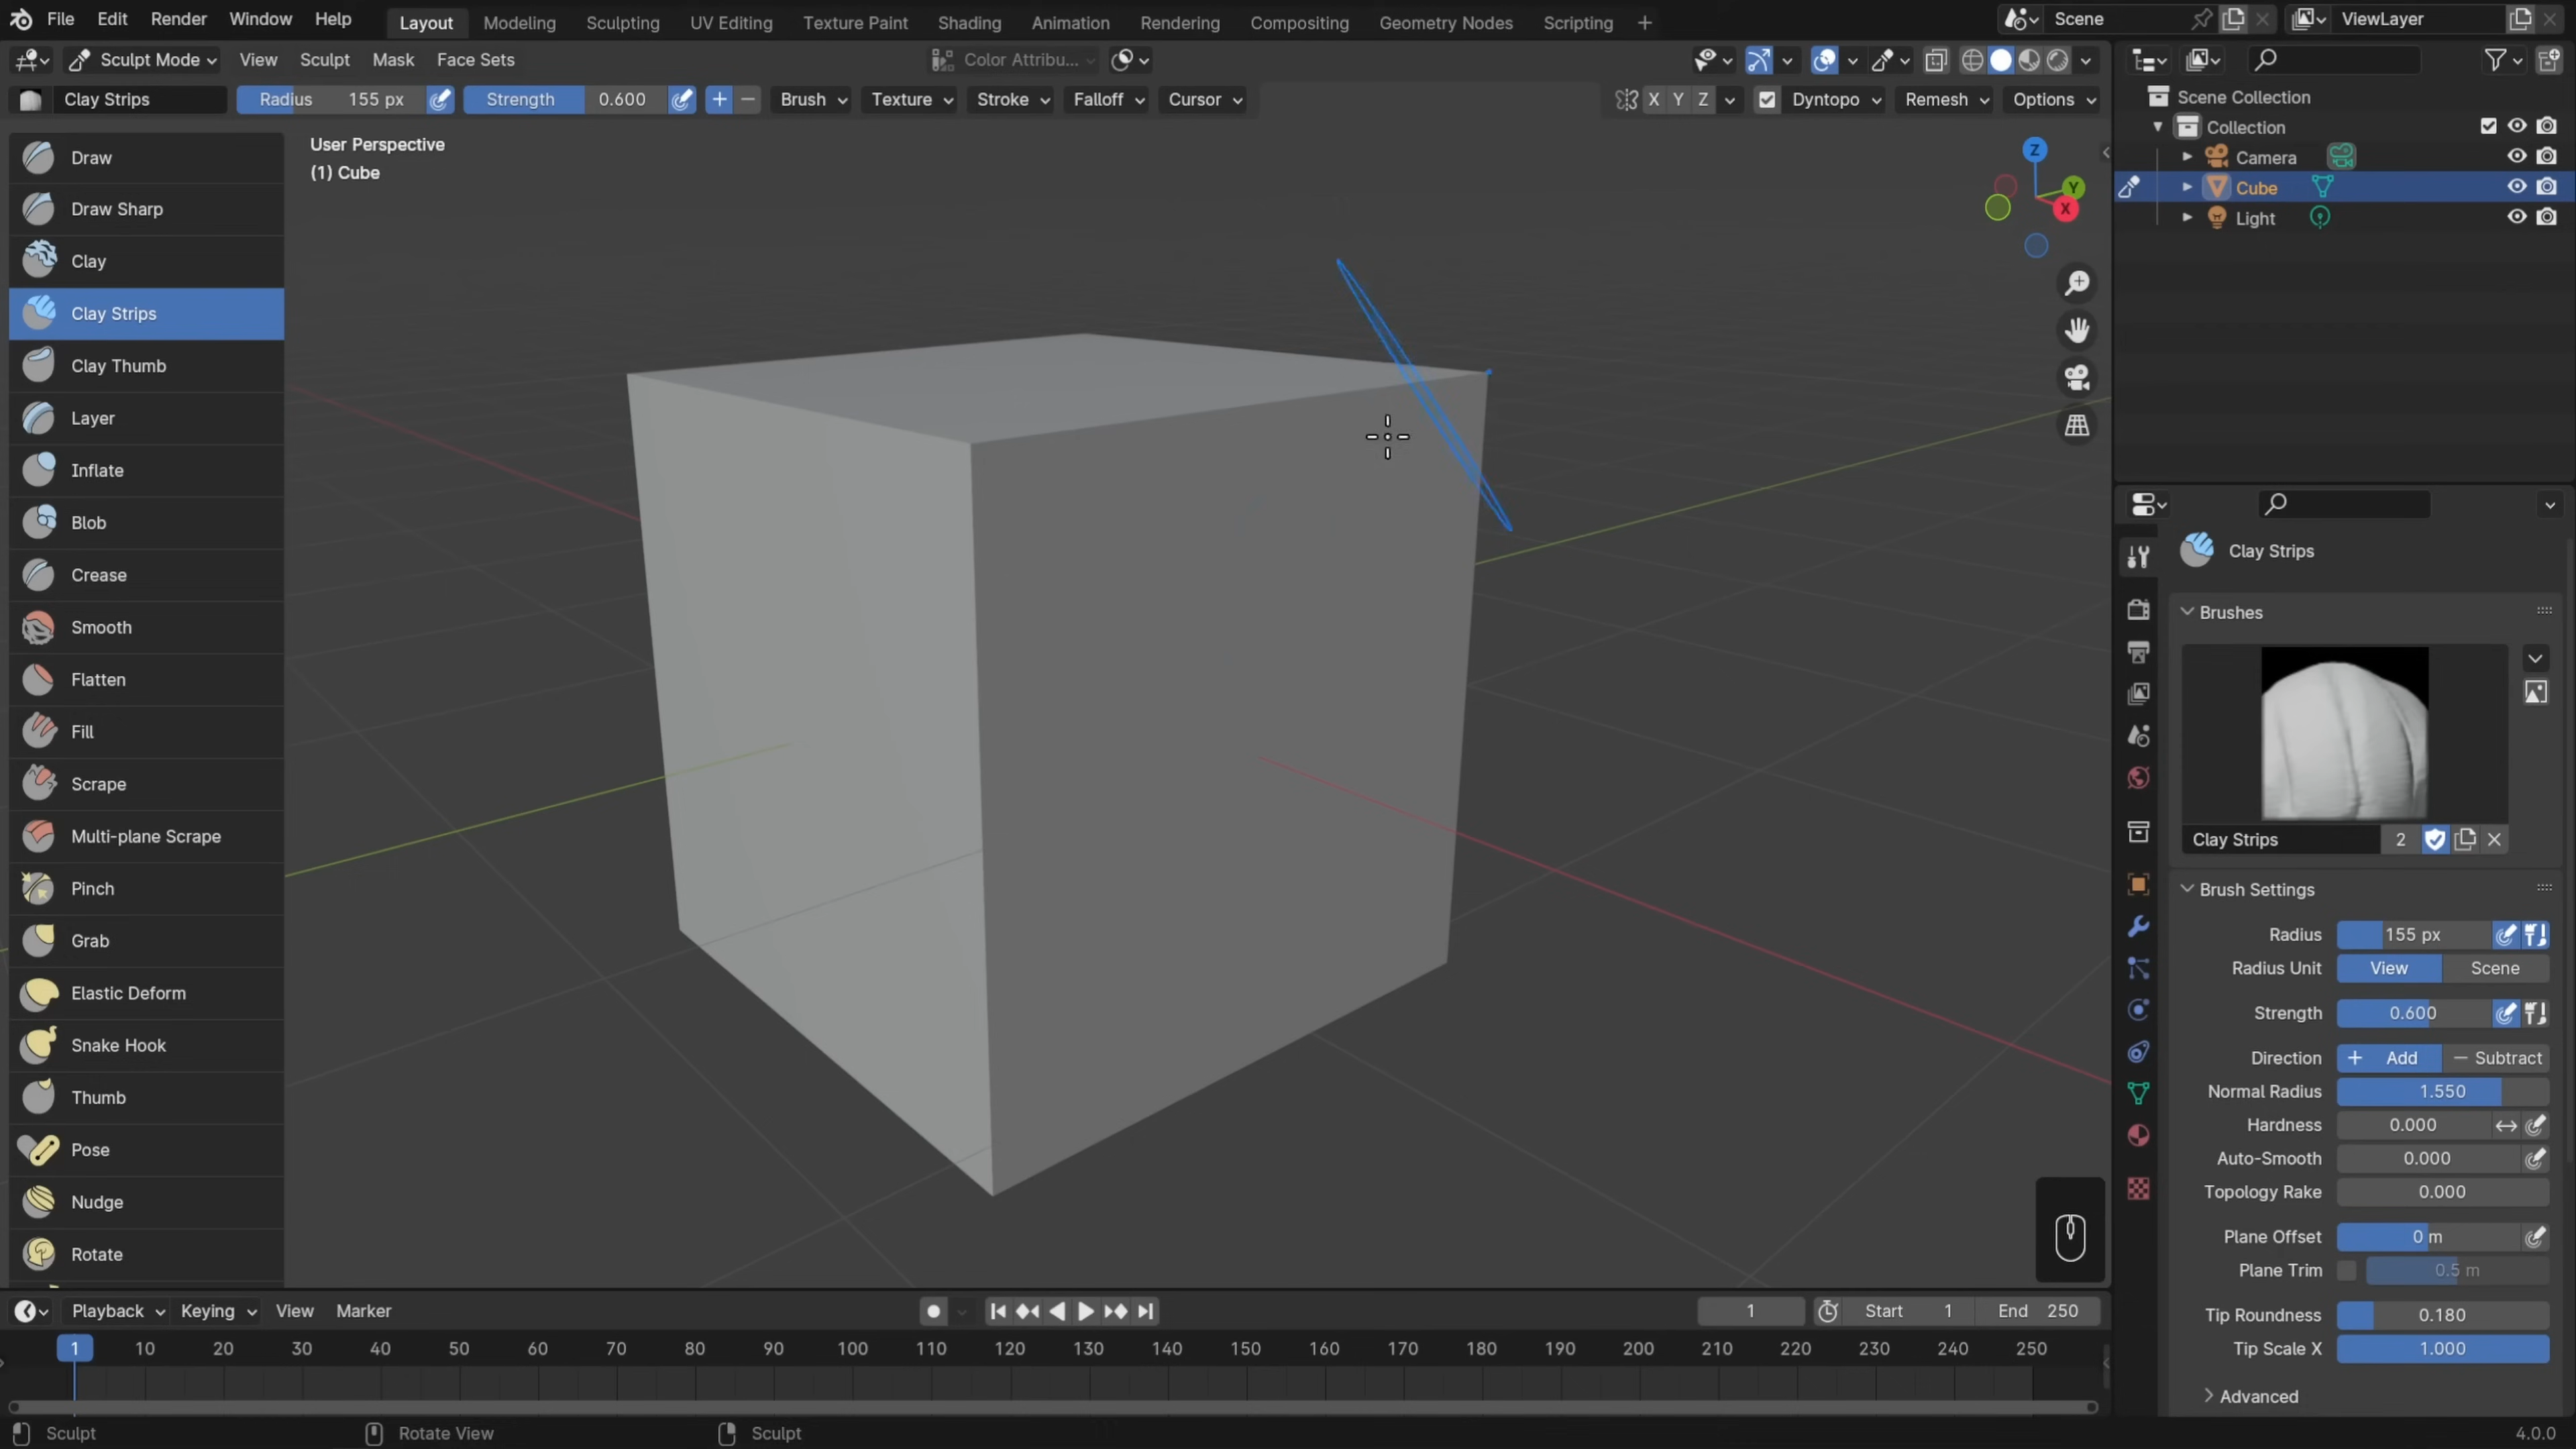 File Edit Render Window Help Layout Modeling Sculpting UV Editing Texture Paint Shading Animation Rendering Compositing Geometry Nodes Scripting + Scene ViewLayer
Sculpt Mode View Sculpt Mask Face Sets Color Attribu...
Clay Strips Radius 155 px Strength 0.600 + − Brush Texture Stroke Falloff Cursor X Y Z Dyntopo Remesh Options
Scene Collection
Collection
Camera
Cube
Light
User Perspective
(1) Cube
Z
Y
X
Draw
Draw Sharp
Clay
Clay Strips
Clay Thumb
Layer
Inflate
Blob
Crease
Smooth
Flatten
Fill
Scrape
Multi-plane Scrape
Pinch
Grab
Elastic Deform
Snake Hook
Thumb
Pose
Nudge
Rotate
Clay Strips
Brushes
Clay Strips 2
Brush Settings
Radius 155 px
Radius Unit View Scene
Strength 0.600
Direction + Add − Subtract
Normal Radius 1.550
Hardness 0.000
Auto-Smooth 0.000
Topology Rake 0.000
Plane Offset 0 m
Plane Trim 0.5 m
Tip Roundness 0.180
Tip Scale X 1.000
Advanced
Playback Keying View Marker 1 Start 1 End 250
1 10 20 30 40 50 60 70 80 90 100 110 120 130 140 150 160 170 180 190 200 210 220 230 240 250
Sculpt Rotate View Sculpt 4.0.0